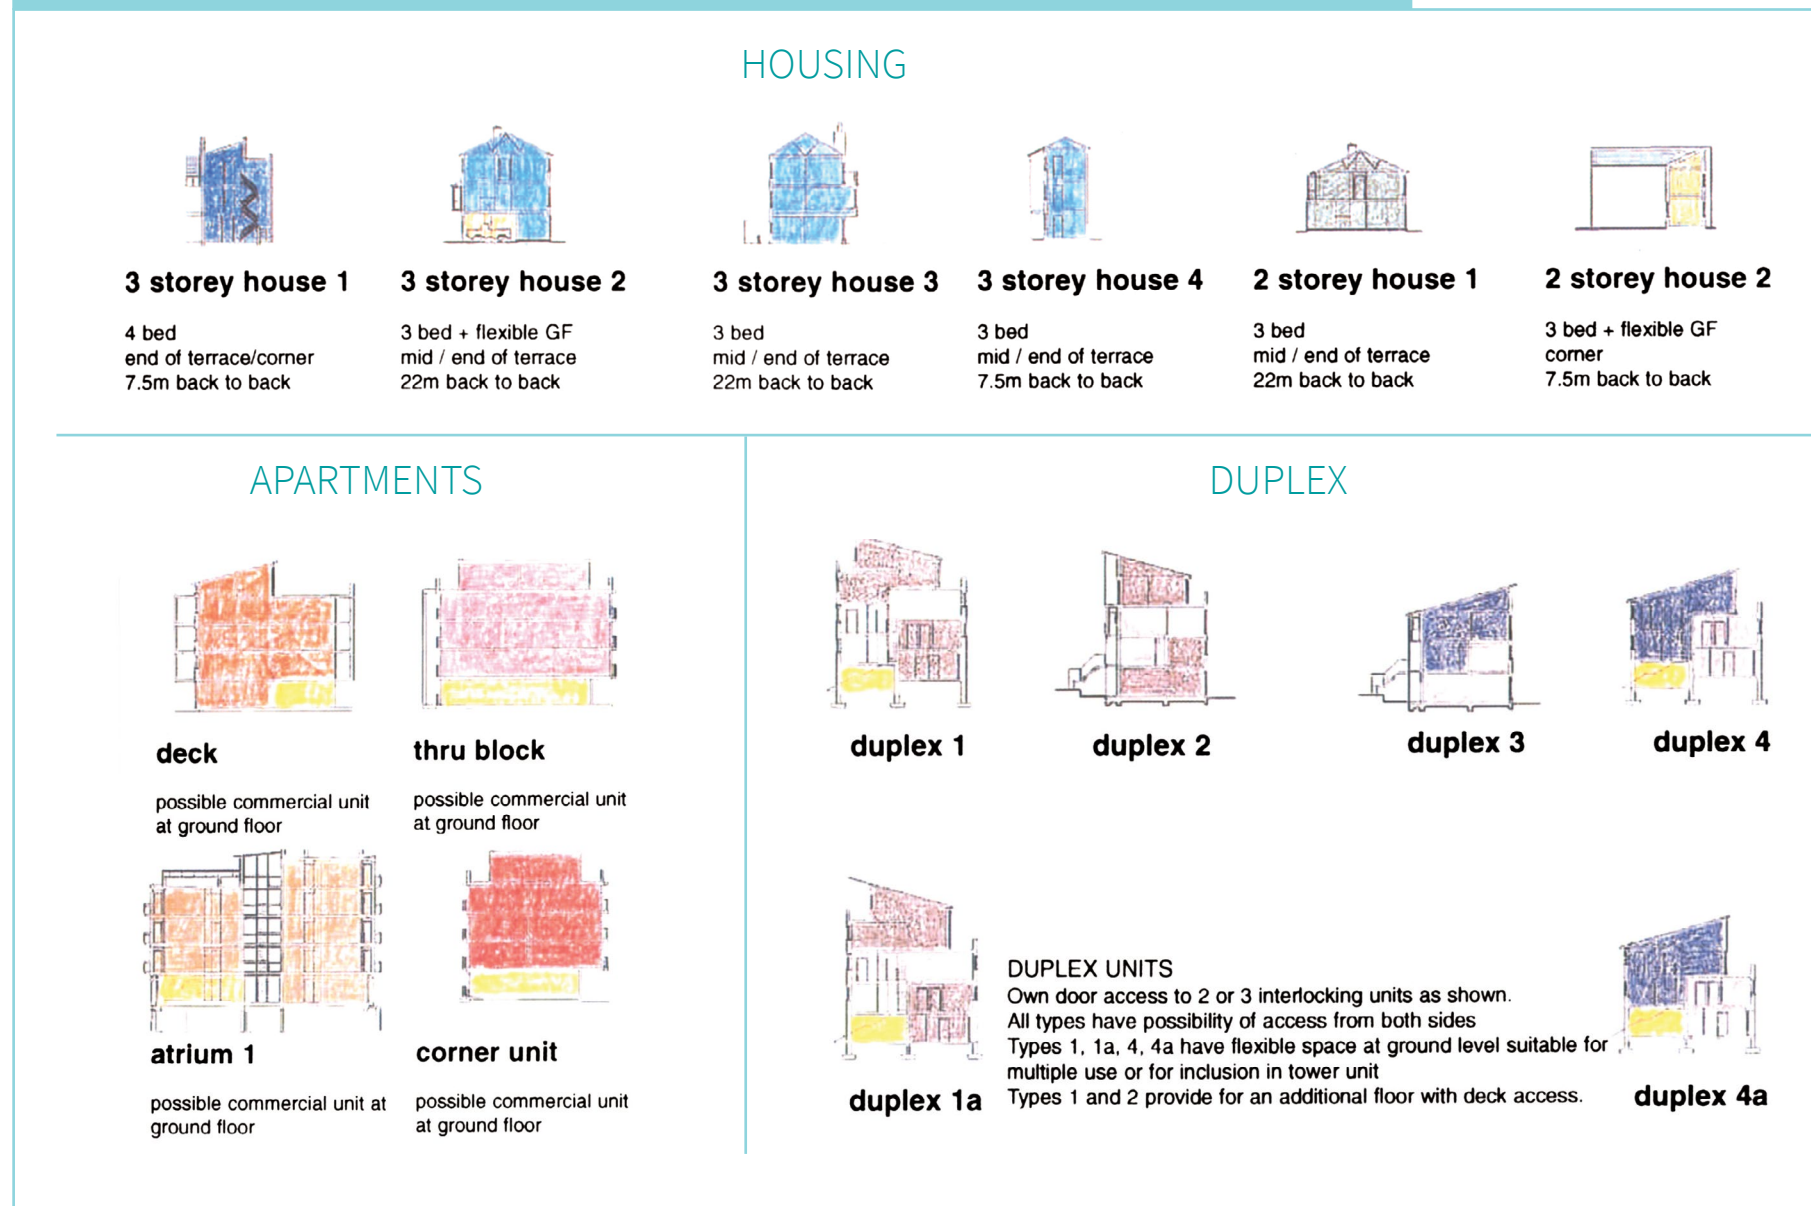 HOUSING
3 storey house 1
4 bed
end of terrace/corner
7.5m back to back
3 storey house 2
3 bed + flexible GF
mid / end of terrace
22m back to back
3 storey house 3
3 bed
mid / end of terrace
22m back to back
3 storey house 4
3 bed
mid / end of terrace
7.5m back to back
2 storey house 1
3 bed
mid / end of terrace
22m back to back
2 storey house 2
3 bed + flexible GF
corner
7.5m back to back
APARTMENTS
deck
possible commercial unit
at ground floor
thru block
possible commercial unit
at ground floor
atrium 1
possible commercial unit at
ground floor
corner unit
possible commercial unit
at ground floor
DUPLEX
duplex 1
duplex 2
duplex 3
duplex 4
duplex 1a
DUPLEX UNITS
Own door access to 2 or 3 interlocking units as shown.
All types have possibility of access from both sides
Types 1, 1a, 4, 4a have flexible space at ground level suitable for
multiple use or for inclusion in tower unit
Types 1 and 2 provide for an additional floor with deck access.
duplex 4a